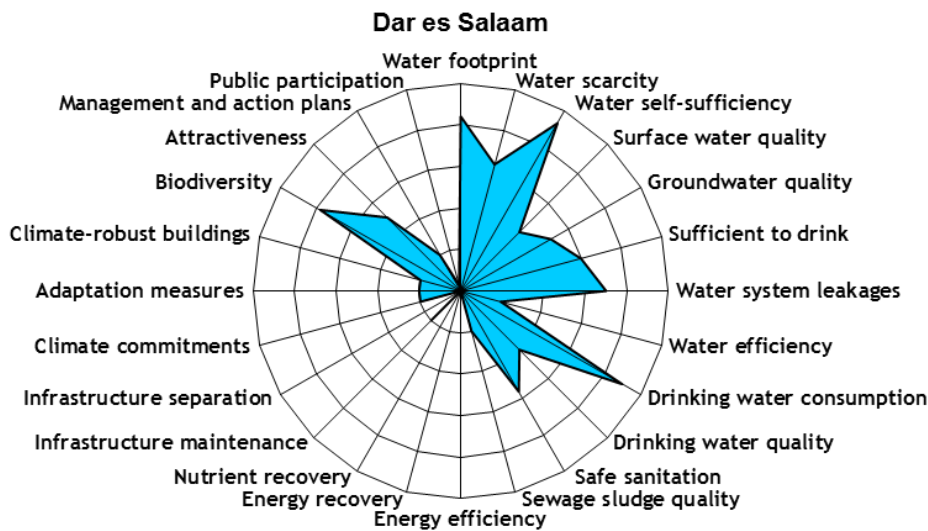 Dar es Salaam
Water footprint
Water scarcity
Water self-sufficiency
Surface water quality
Groundwater quality
Sufficient to drink
Water system leakages
Water efficiency
Drinking water consumption
Drinking water quality
Safe sanitation
Sewage sludge quality
Energy efficiency
Energy recovery
Nutrient recovery
Infrastructure maintenance
Infrastructure separation
Climate commitments
Adaptation measures
Climate-robust buildings
Biodiversity
Attractiveness
Management and action plans
Public participation